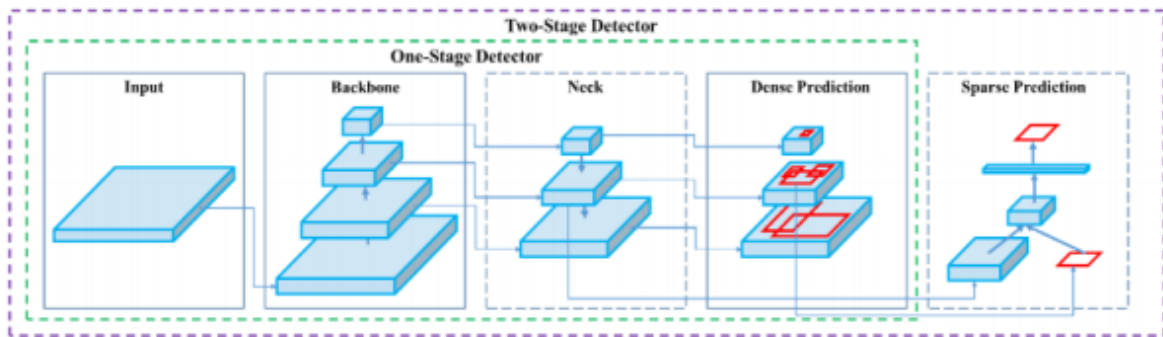 Two-Stage Detector
One-Stage Detector
Input
Backbone
Neck
Dense Prediction
Sparse Prediction